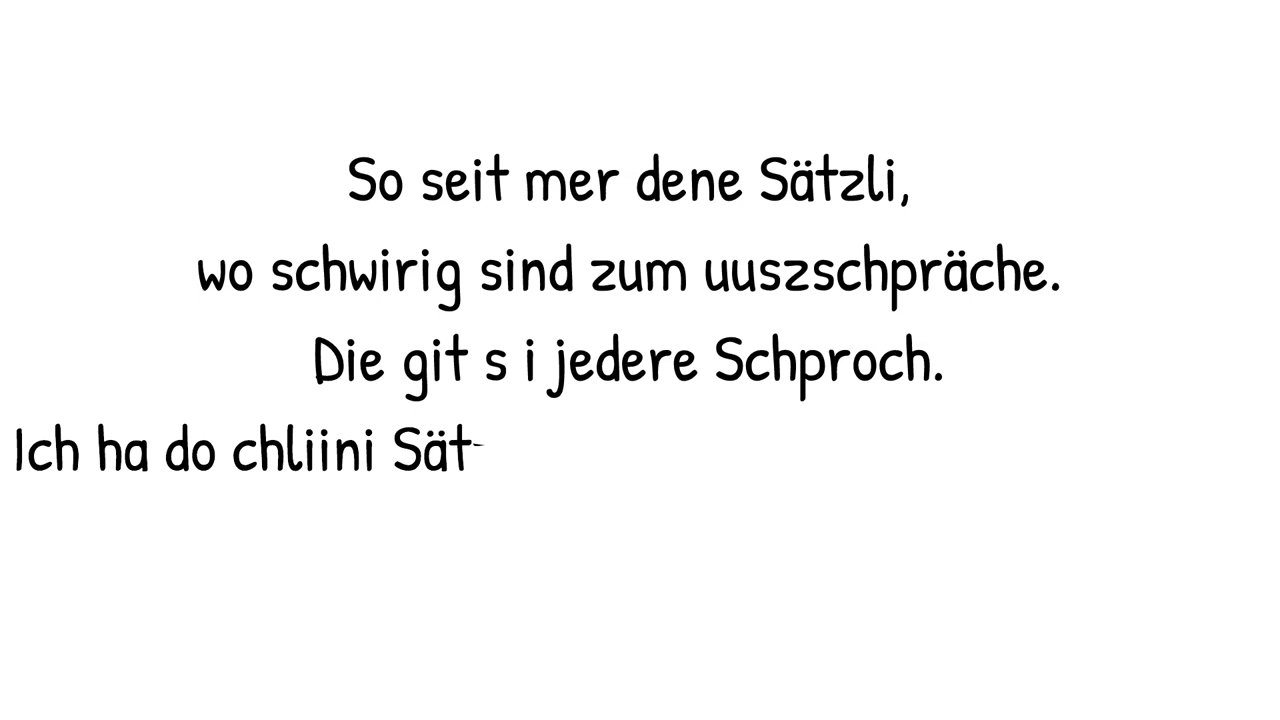 So seit mer dene Sätzli,
wo schwirig sind zum uuszschpräche.
Die git s i jedere Schproch.
Ich ha do chliini Sät